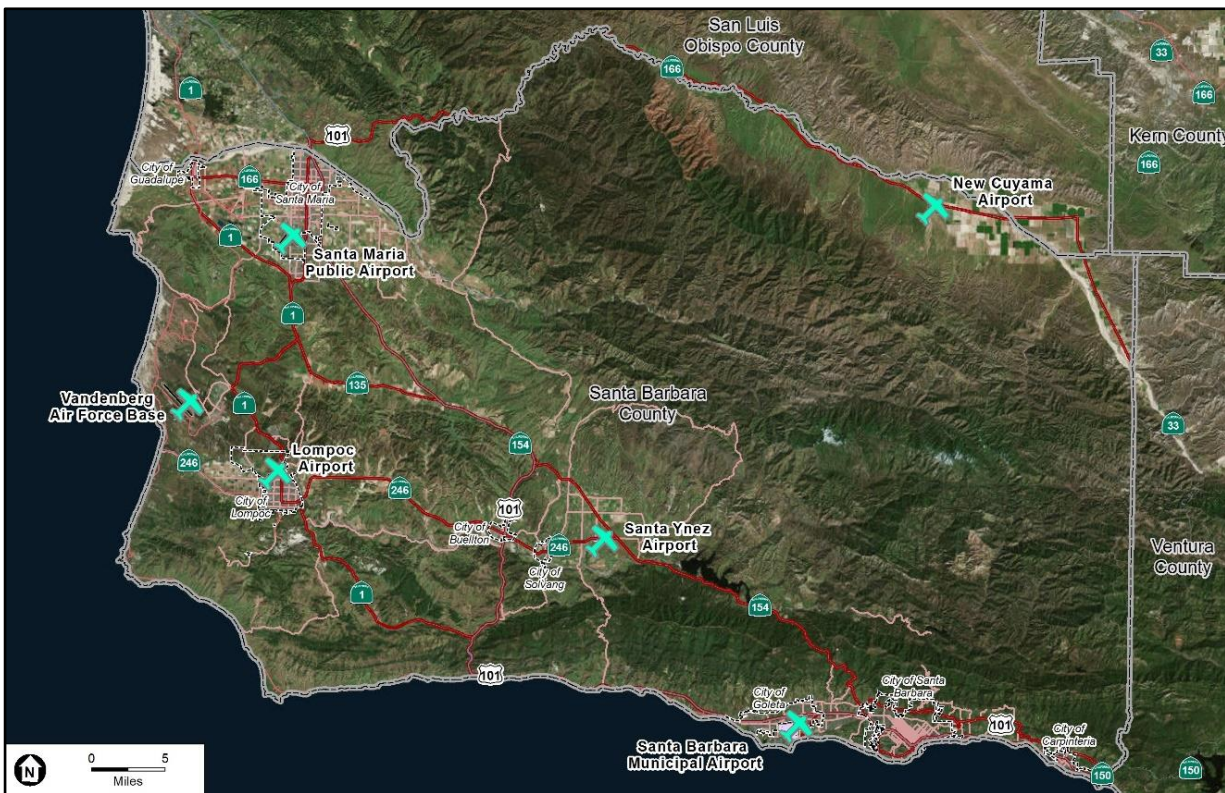 San Luis
Obispo County
33
166
1
166
101
Kern County
166
City of
Guadalupe
166
City of
Santa Maria
New Cuyama
Airport
1
Santa Maria
Public Airport
1
135
Santa Barbara
County
Vandenberg
Air Force Base
1
33
154
Lompoc
Airport
246
246
City of
Lompoc
101
City of
Buellton
246
Santa Ynez
Airport
City of
Solvang
Ventura
County
1
154
101
City of Santa
Barbara
City of
Goleta
101
City of
Carpinteria
Santa Barbara
Municipal Airport
150
150
N
0 5
Miles